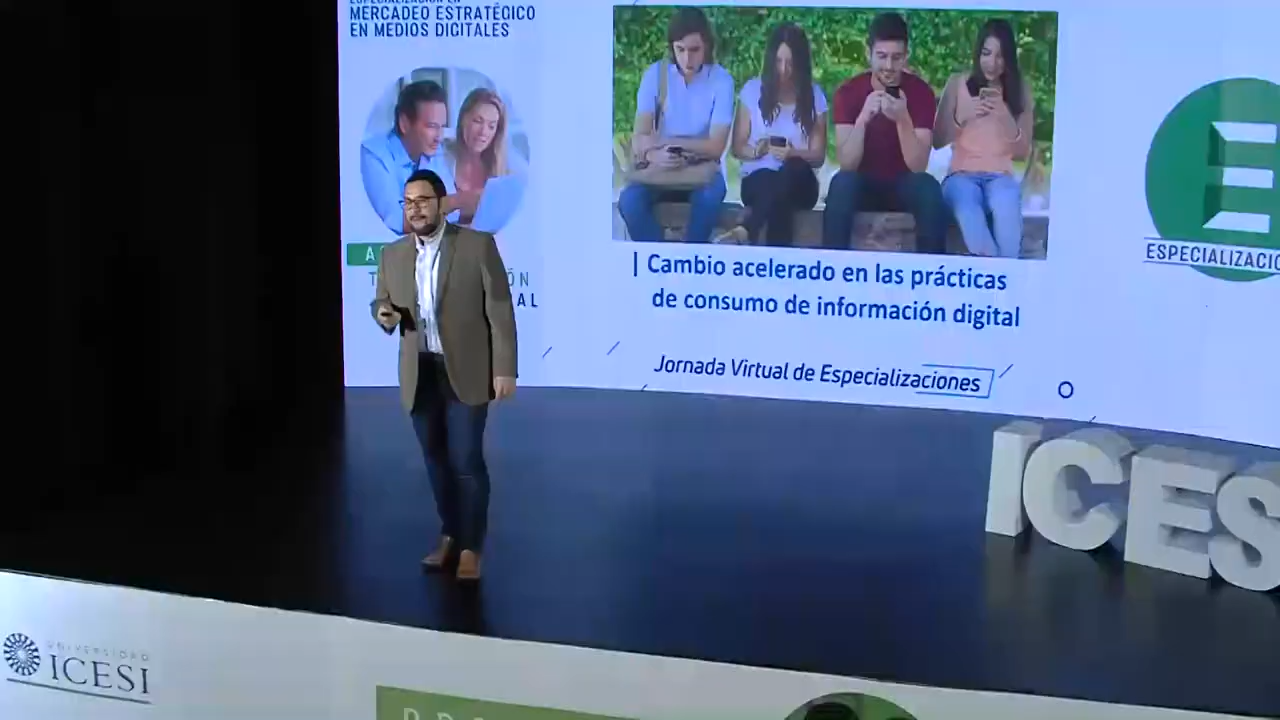 MERCADEO ESTRATÉGICO
EN MEDIOS DIGITALES
| Cambio acelerado en las prácticas
de consumo de información digital
Jornada Virtual de Especializaciones
E
ESPECIALIZACIO
ICES
UNIVERSIDAD
ICESI